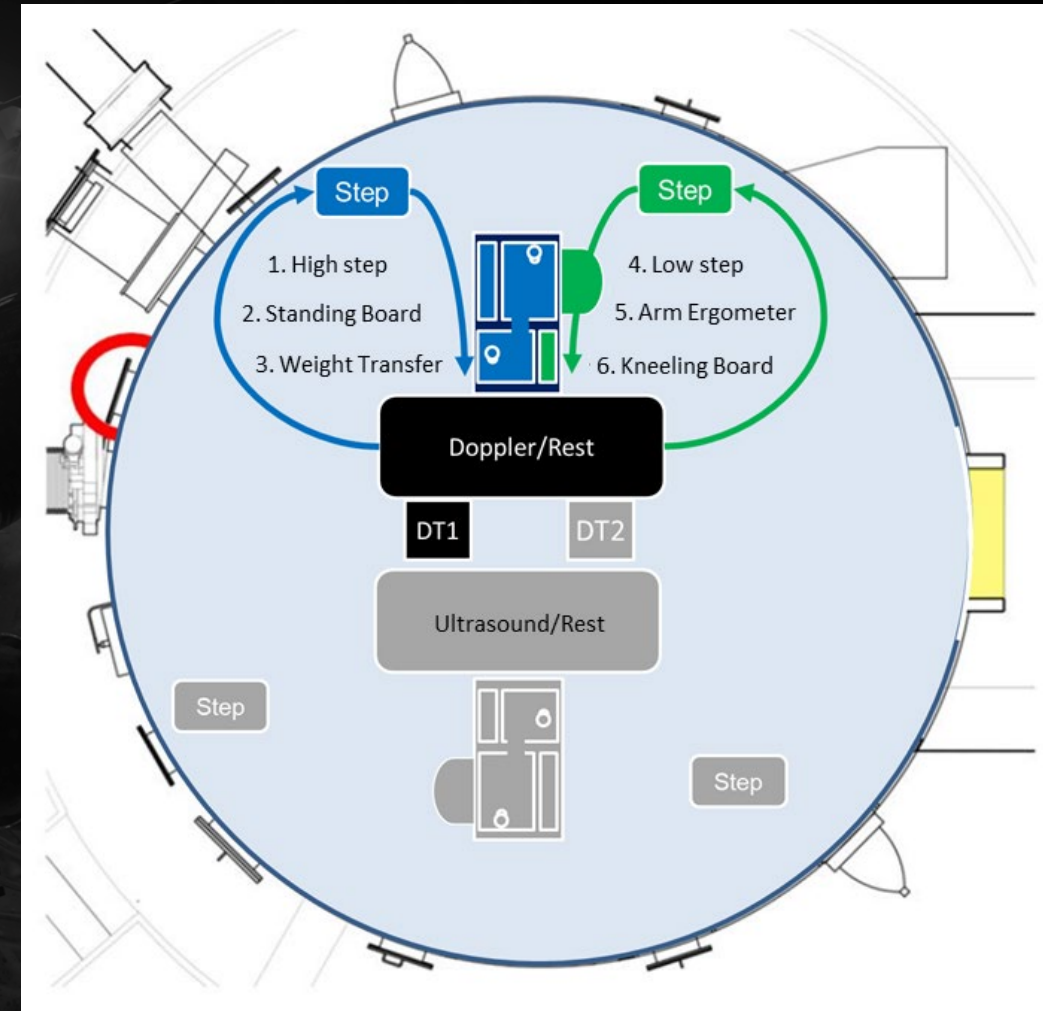 Step
Step
1. High step
2. Standing Board
3. Weight Transfer
4. Low step
5. Arm Ergometer
6. Kneeling Board
Doppler/Rest
DT1
DT2
Ultrasound/Rest
Step
Step